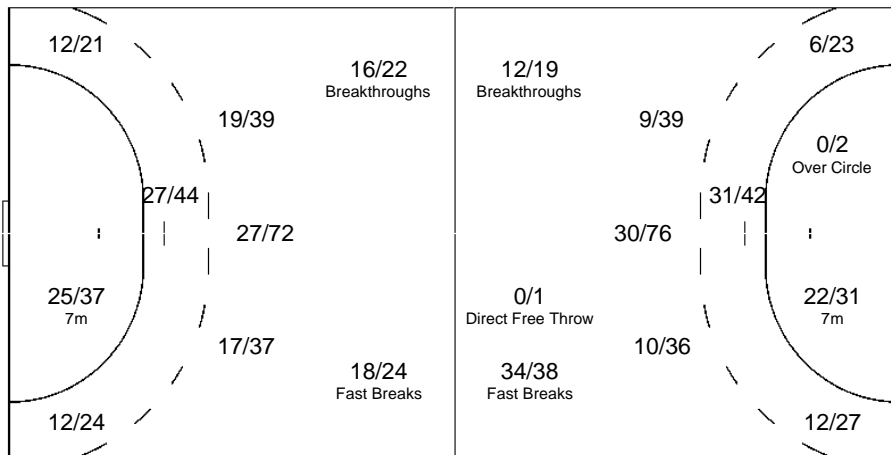 12/21
6/23
16/22
Breakthroughs
12/19
Breakthroughs
19/39
9/39
0/2
Over Circle
27/44
31/42
27/72
30/76
25/37
7m
0/1
Direct Free Throw
22/31
7m
17/37
10/36
18/24
Fast Breaks
34/38
Fast Breaks
12/24
12/27